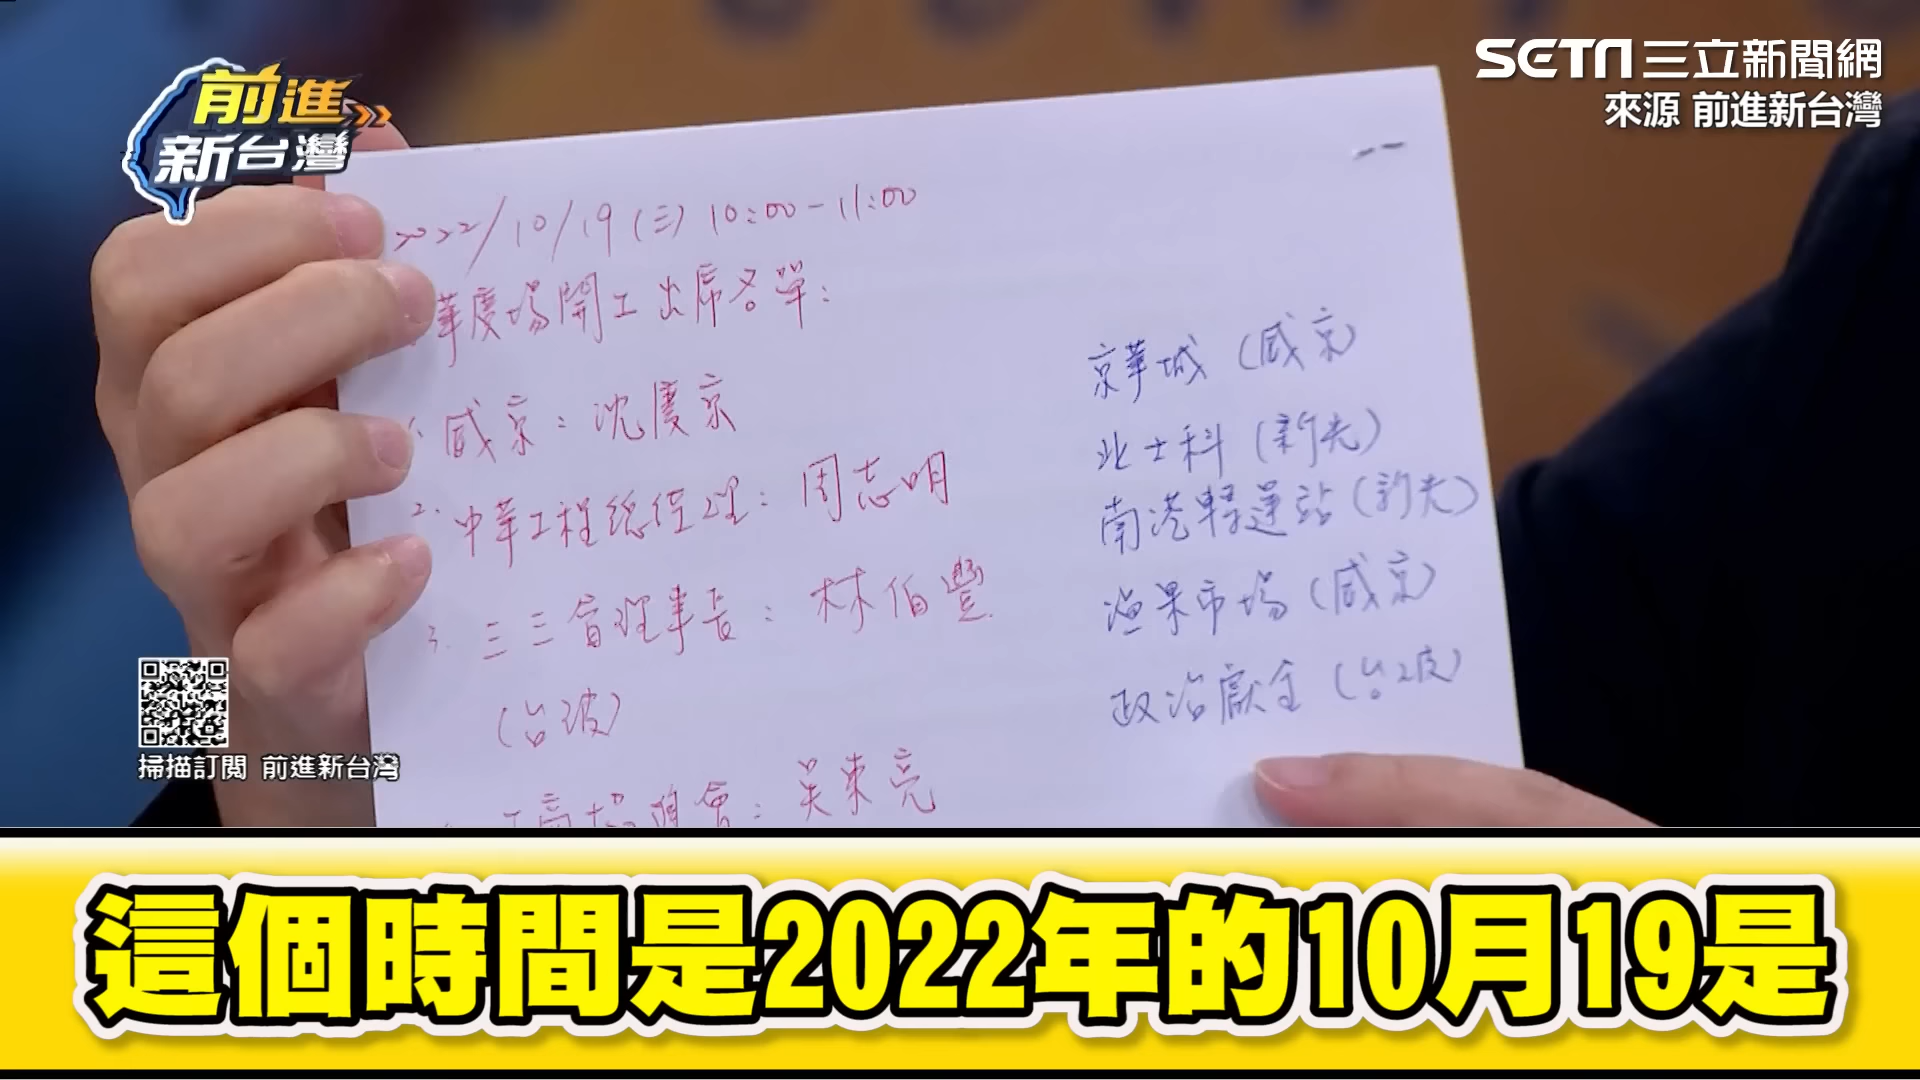 前進
新台灣
SETN三立新聞網
來源 前進新台灣
2022/10/19(三) 10:00-11:00
華廣場開工出席名單:
1. 威京:沈慶京
2. 中華工程總經理:周志明
3. 三三會理事長:林伯豐
(台玻)
工商協進會:吳東亮
京華城(威京)
北士科(新光)
南港轉運站(新光)
漁果市場(威京)
政治獻金(台玻)
掃描訂閱 前進新台灣
這個時間是2022年的10月19是